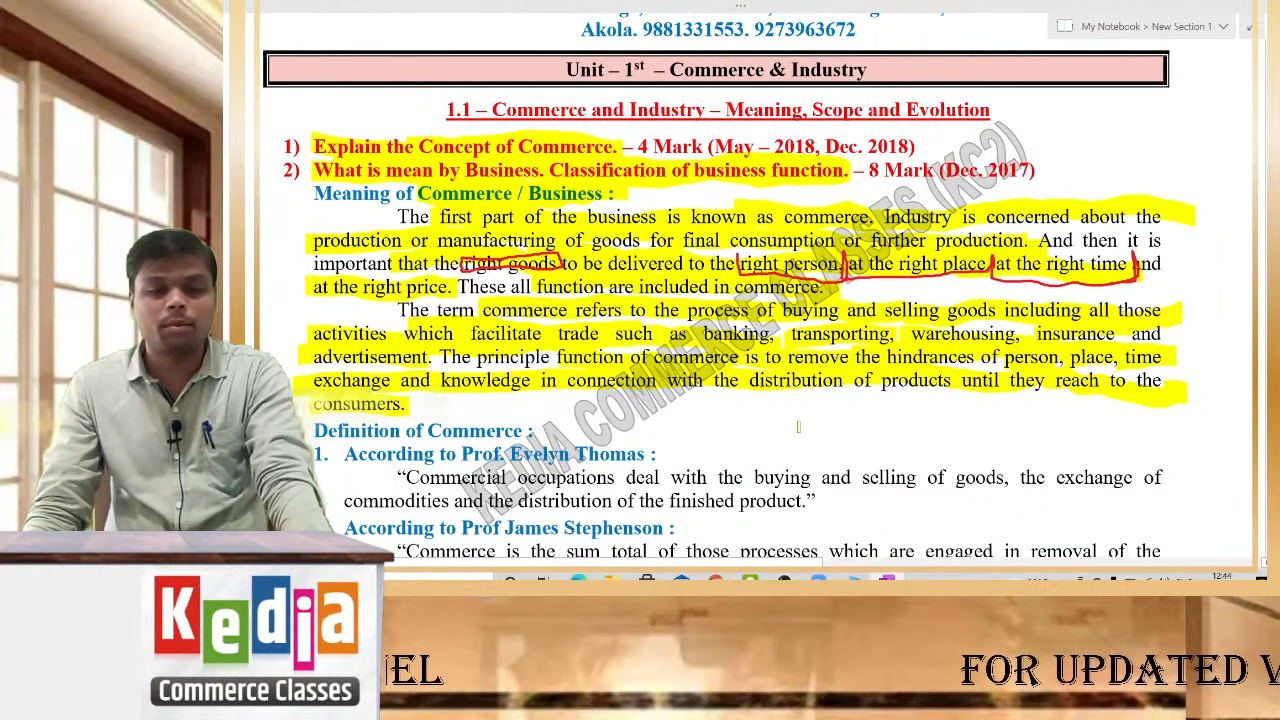 Akola. 9881331553. 9273963672
My Notebook > New Section 1
Unit – 1st – Commerce & Industry
1.1 – Commerce and Industry – Meaning, Scope and Evolution
1) Explain the Concept of Commerce. – 4 Mark (May – 2018, Dec. 2018)
2) What is mean by Business. Classification of business function. – 8 Mark (Dec. 2017)
Meaning of Commerce / Business :
The first part of the business is known as commerce. Industry is concerned about the
production or manufacturing of goods for final consumption or further production. And then it is
important that the right goods to be delivered to the right person, at the right place, at the right time and
at the right price. These all function are included in commerce.
The term commerce refers to the process of buying and selling goods including all those
activities which facilitate trade such as banking, transporting, warehousing, insurance and
advertisement. The principle function of commerce is to remove the hindrances of person, place, time
exchange and knowledge in connection with the distribution of products until they reach to the
consumers.
Definition of Commerce :
1. According to Prof. Evelyn Thomas :
“Commercial occupations deal with the buying and selling of goods, the exchange of
commodities and the distribution of the finished product.”
According to Prof James Stephenson :
“Commerce is the sum total of those processes which are engaged in removal of the
KEDIA COMMERCE CLASSES (KC2)
12:44
Kedia
Commerce Classes
NEL FOR UPDATED V